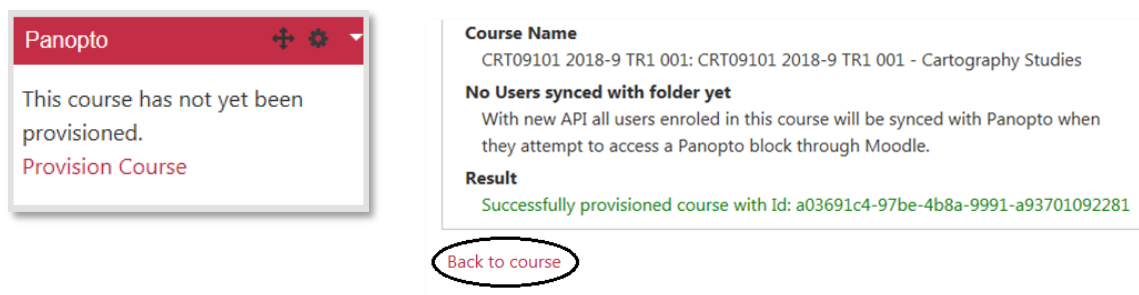 Panopto
This course has not yet been
provisioned.
Provision Course
Course Name
CRT09101 2018-9 TR1 001: CRT09101 2018-9 TR1 001 - Cartography Studies
No Users synced with folder yet
With new API all users enroled in this course will be synced with Panopto when
they attempt to access a Panopto block through Moodle.
Result
Successfully provisioned course with Id: a03691c4-97be-4b8a-9991-a93701092281
Back to course